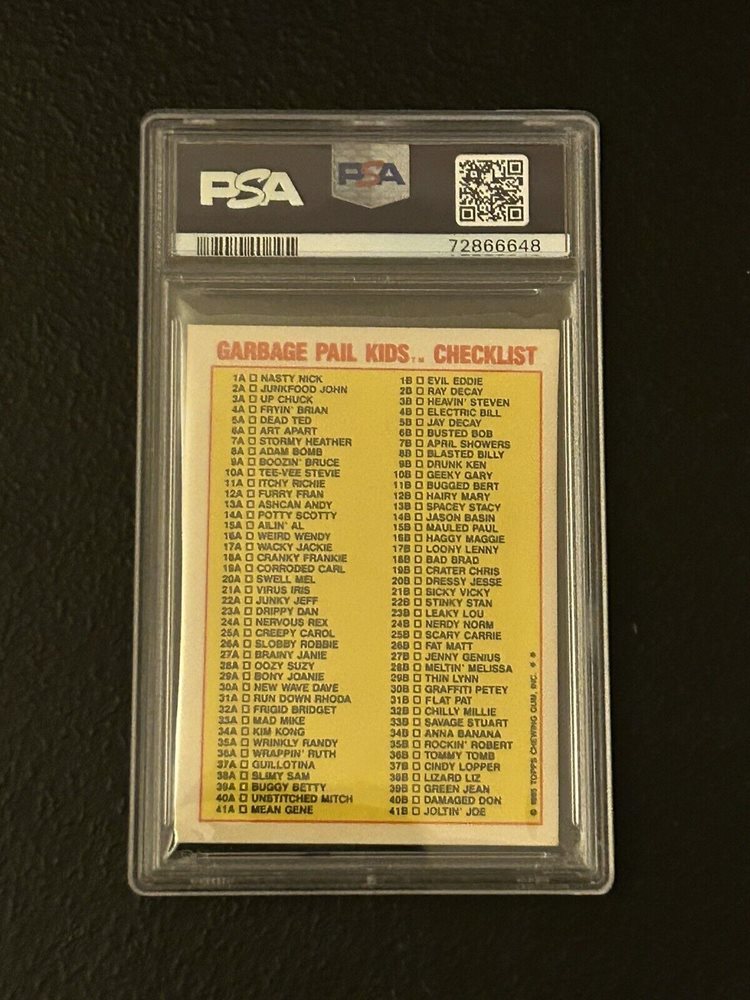 PSA
PSA
72866648
GARBAGE PAIL KIDS™ CHECKLIST
1A □ NASTY NICK
2A □ JUNKFOOD JOHN
3A □ UP CHUCK
4A □ FRYIN' BRIAN
5A □ DEAD TED
6A □ ART APART
7A □ STORMY HEATHER
8A □ ADAM BOMB
9A □ BOOZIN' BRUCE
10A □ TEE-VEE STEVIE
11A □ ITCHY RICHIE
12A □ FURRY FRAN
13A □ ASHCAN ANDY
14A □ POTTY SCOTTY
15A □ AILIN' AL
16A □ WEIRD WENDY
17A □ WACKY JACKIE
18A □ CRANKY FRANKIE
19A □ CORRODED CARL
20A □ SWELL MEL
21A □ VIRUS IRIS
22A □ JUNKY JEFF
23A □ DRIPPY DAN
24A □ NERVOUS REX
25A □ CREEPY CAROL
26A □ SLOBBY ROBBIE
27A □ BRAINY JANIE
28A □ OOZY SUZY
29A □ BONY JOANIE
30A □ NEW WAVE DAVE
31A □ RUN DOWN RHODA
32A □ FRIGID BRIDGET
33A □ MAD MIKE
34A □ KIM KONG
35A □ WRINKLY RANDY
36A □ WRAPPIN' RUTH
37A □ GUILLOTINA
38A □ SLIMY SAM
39A □ BUGGY BETTY
40A □ UNSTITCHED MITCH
41A □ MEAN GENE
1B □ EVIL EDDIE
2B □ RAY DECAY
3B □ HEAVIN' STEVEN
4B □ ELECTRIC BILL
5B □ JAY DECAY
6B □ BUSTED BOB
7B □ APRIL SHOWERS
8B □ BLASTED BILLY
9B □ DRUNK KEN
10B □ GEEKY GARY
11B □ BUGGED BERT
12B □ HAIRY MARY
13B □ SPACEY STACY
14B □ JASON BASIN
15B □ MAULED PAUL
16B □ HAGGY MAGGIE
17B □ LOONY LENNY
18B □ BAD BRAD
19B □ CRATER CHRIS
20B □ DRESSY JESSE
21B □ SICKY VICKY
22B □ STINKY STAN
23B □ LEAKY LOU
24B □ NERDY NORM
25B □ SCARY CARRIE
26B □ FAT MATT
27B □ JENNY GENIUS
28B □ MELTIN' MELISSA
29B □ THIN LYNN
30B □ GRAFFITI PETEY
31B □ FLAT PAT
32B □ CHILLY MILLIE
33B □ SAVAGE STUART
34B □ ANNA BANANA
35B □ ROCKIN' ROBERT
36B □ TOMMY TOMB
37B □ CINDY LOPPER
38B □ LIZARD LIZ
39B □ GREEN JEAN
40B □ DAMAGED DON
41B □ JOLTIN' JOE
© 1985 TOPPS CHEWING GUM, INC. * *